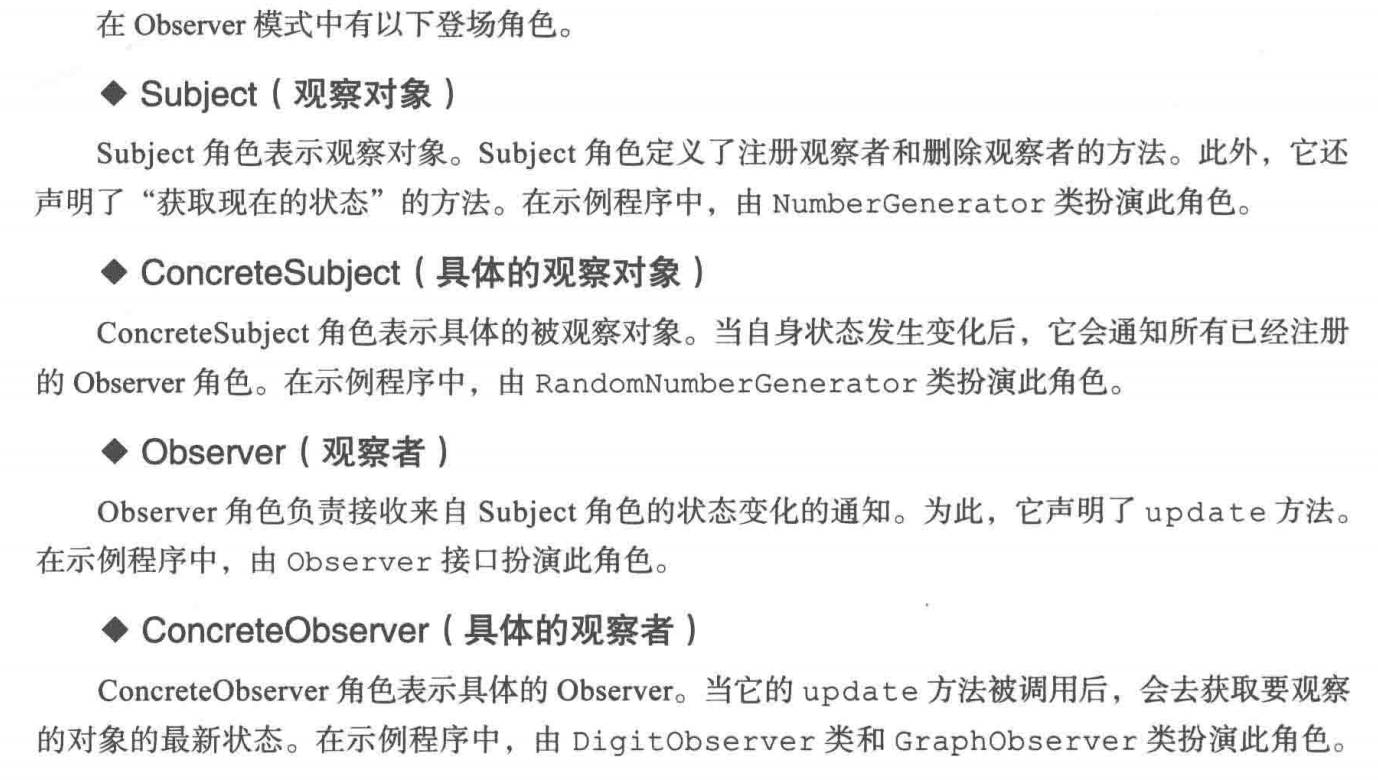 在 Observer 模式中有以下登场角色。
◆ Subject（观察对象）
Subject 角色表示观察对象。Subject 角色定义了注册观察者和删除观察者的方法。此外，它还
声明了“获取现在的状态”的方法。在示例程序中，由 NumberGenerator 类扮演此角色。
◆ ConcreteSubject（具体的观察对象）
ConcreteSubject 角色表示具体的被观察对象。当自身状态发生变化后，它会通知所有已经注册
的 Observer 角色。在示例程序中，由 RandomNumberGenerator 类扮演此角色。
◆ Observer（观察者）
Observer 角色负责接收来自 Subject 角色的状态变化的通知。为此，它声明了 update 方法。
在示例程序中，由 Observer 接口扮演此角色。
◆ ConcreteObserver（具体的观察者）
ConcreteObserver 角色表示具体的 Observer。当它的 update 方法被调用后，会去获取要观察
的对象的最新状态。在示例程序中，由 DigitObserver 类和 GraphObserver 类扮演此角色。